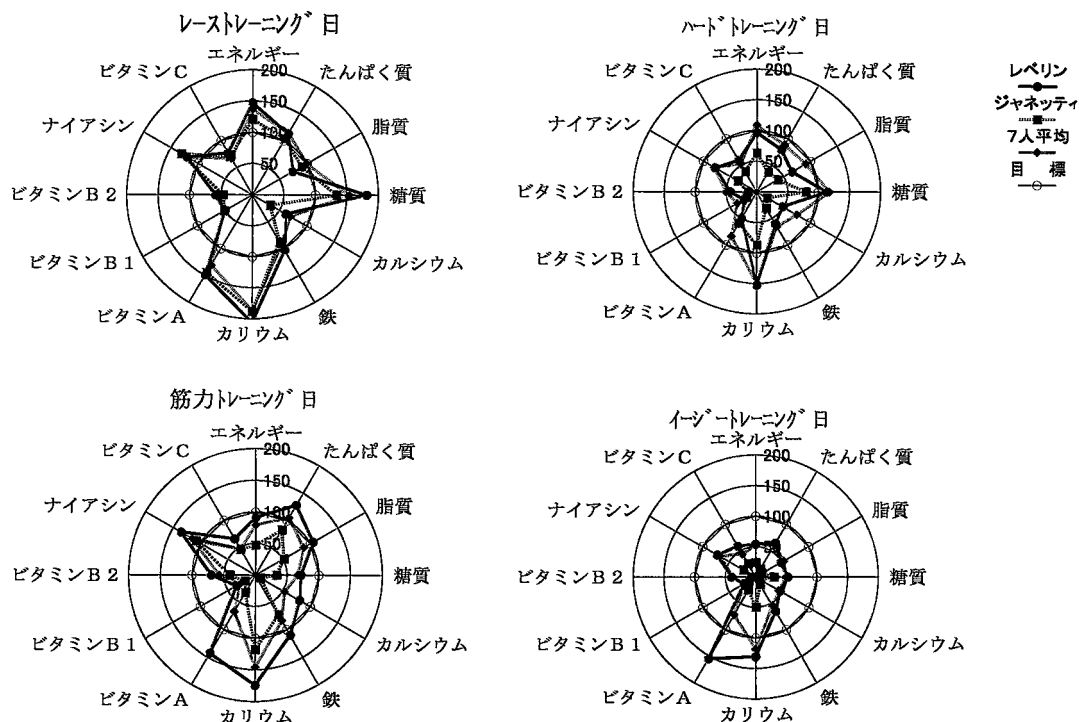 レーストレーニング日
エネルギー
たんぱく質
脂質
糖質
カルシウム
鉄
カリウム
ビタミンA
ビタミンB1
ビタミンB2
ナイアシン
ビタミンC
200
150
100
50
ハードトレーニング日
エネルギー
たんぱく質
脂質
糖質
カルシウム
鉄
カリウム
ビタミンA
ビタミンB1
ビタミンB2
ナイアシン
ビタミンC
200
150
100
50
レベリン
ジャネッティ
7人平均
目 標
筋力トレーニング日
エネルギー
たんぱく質
脂質
糖質
カルシウム
鉄
カリウム
ビタミンA
ビタミンB1
ビタミンB2
ナイアシン
ビタミンC
200
150
100
50
イージートレーニング日
エネルギー
たんぱく質
脂質
糖質
カルシウム
鉄
カリウム
ビタミンA
ビタミンB1
ビタミンB2
ナイアシン
ビタミンC
200
150
100
50